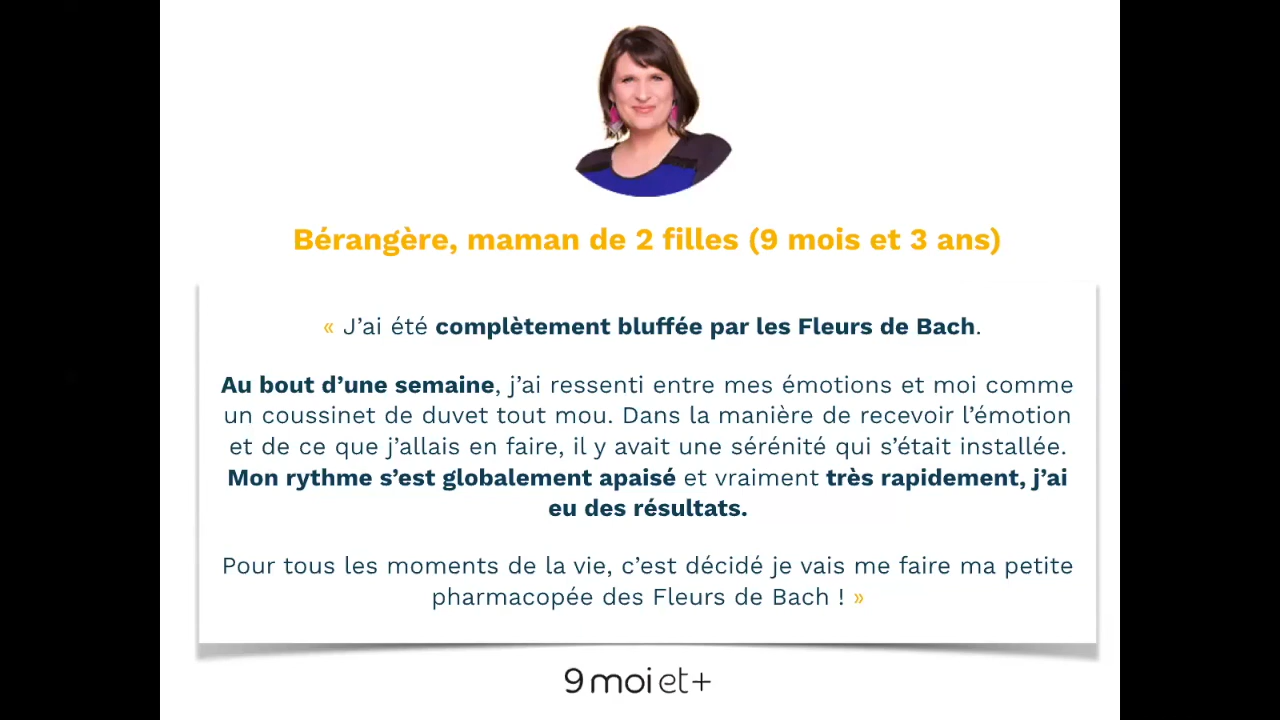 Bérangère, maman de 2 filles (9 mois et 3 ans)
« J’ai été complètement bluffée par les Fleurs de Bach.
Au bout d’une semaine, j’ai ressenti entre mes émotions et moi comme
un coussinet de duvet tout mou. Dans la manière de recevoir l’émotion
et de ce que j’allais en faire, il y avait une sérénité qui s’était installée.
Mon rythme s’est globalement apaisé et vraiment très rapidement, j’ai
eu des résultats.
Pour tous les moments de la vie, c’est décidé je vais me faire ma petite
pharmacopée des Fleurs de Bach ! »
9 moi et+